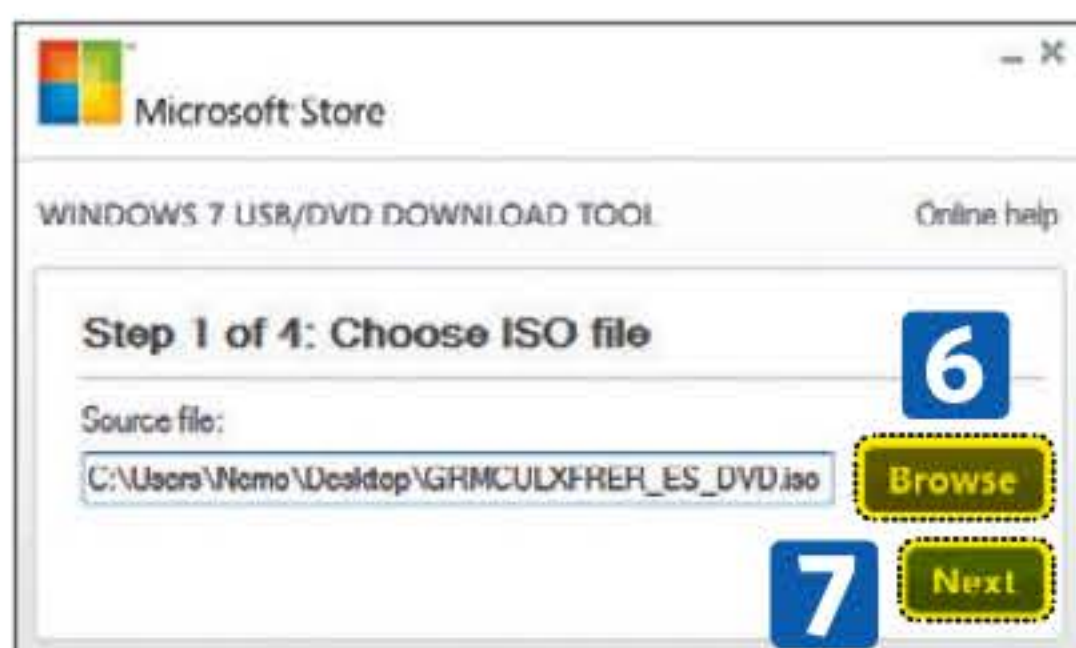 Microsoft Store
WINDOWS 7 USB/DVD DOWNLOAD TOOL
Online help
Step 1 of 4: Choose ISO file
6
Source file:
C:\Users\Nemo\Desktop\GRMCULXFRER_ES_DVD.iso
Browse
7
Next